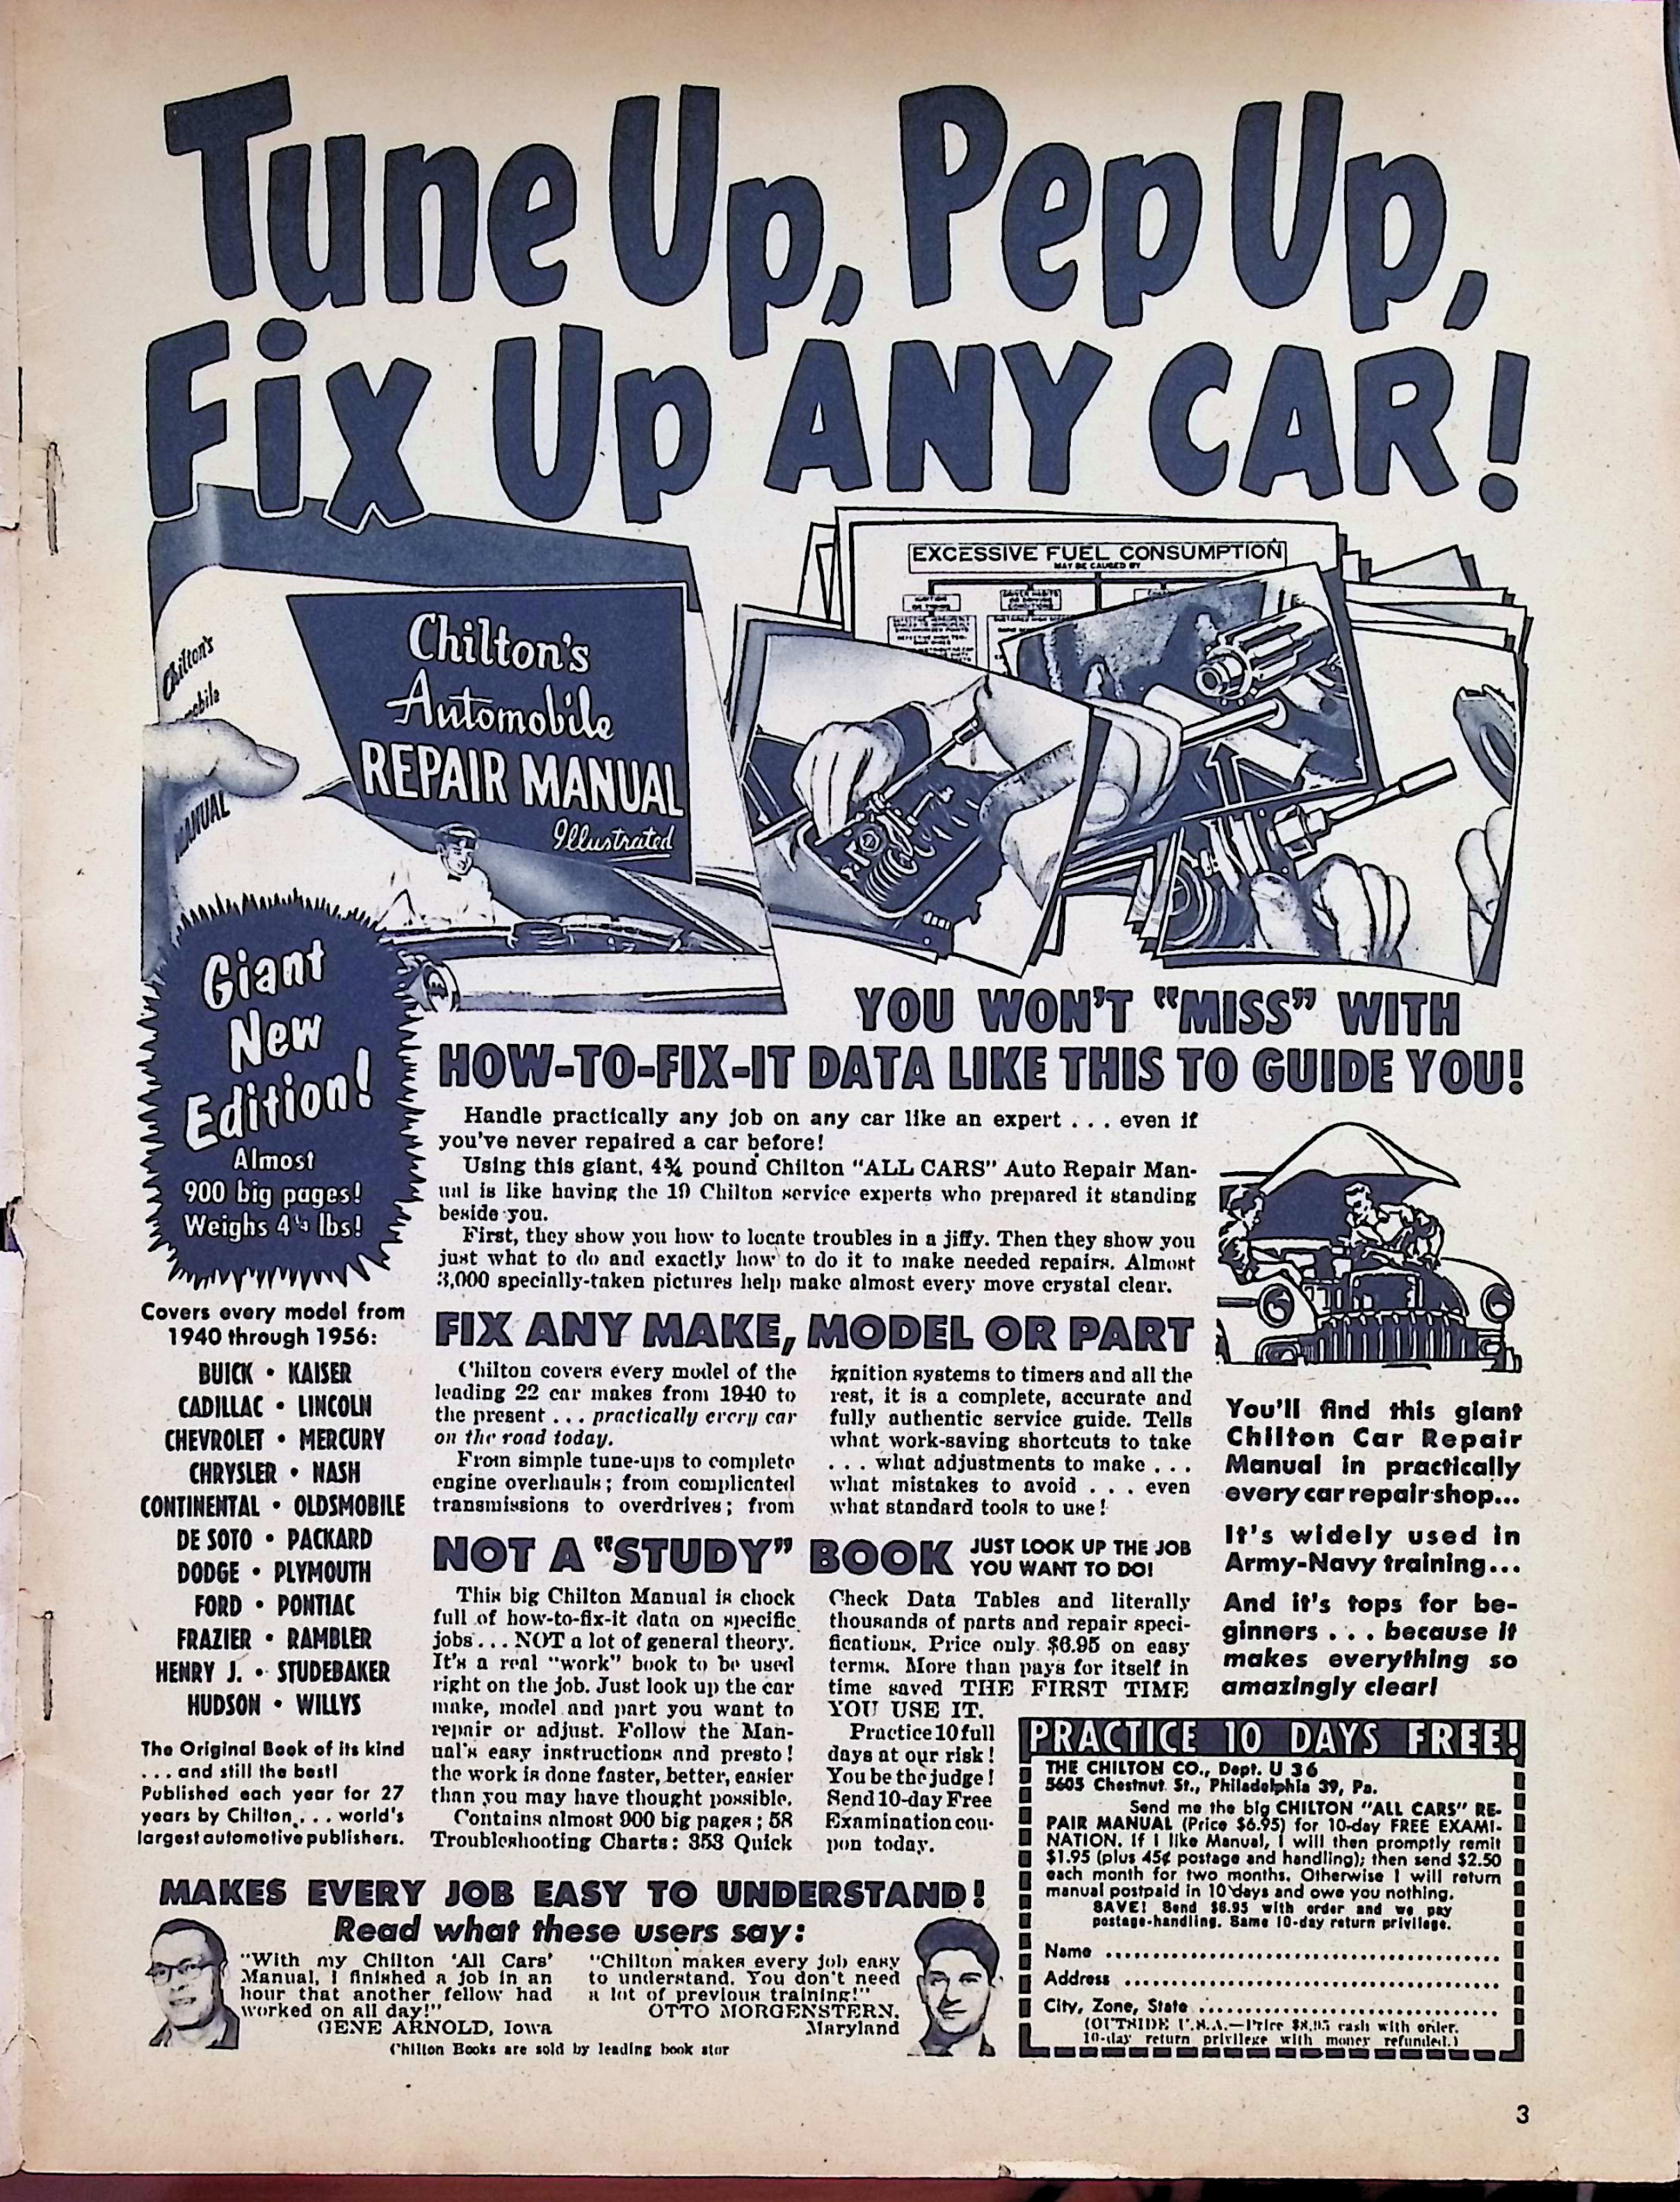 Tune Up, Pep Up,
Fix Up ANY CAR!
Chilton's
MANUAL
Chilton's
Automobile
REPAIR MANUAL
Illustrated
EXCESSIVE FUEL CONSUMPTION
MAY BE CAUSED BY
Giant
New
Edition!
Almost
900 big pages!
Weighs 4¾ lbs!
YOU WON'T "MISS" WITH
HOW-TO-FIX-IT DATA LIKE THIS TO GUIDE YOU!
Handle practically any job on any car like an expert . . . even if
you've never repaired a car before!
Using this giant, 4¾ pound Chilton "ALL CARS" Auto Repair Man-
ual is like having the 19 Chilton service experts who prepared it standing
beside you.
First, they show you how to locate troubles in a jiffy. Then they show you
just what to do and exactly how to do it to make needed repairs. Almost
3,000 specially-taken pictures help make almost every move crystal clear.
Covers every model from
1940 through 1956:
BUICK • KAISER
CADILLAC • LINCOLN
CHEVROLET • MERCURY
CHRYSLER • NASH
CONTINENTAL • OLDSMOBILE
DE SOTO • PACKARD
DODGE • PLYMOUTH
FORD • PONTIAC
FRAZIER • RAMBLER
HENRY J. • STUDEBAKER
HUDSON • WILLYS
The Original Book of its kind
. . . and still the best!
Published each year for 27
years by Chilton . . . world's
largest automotive publishers.
FIX ANY MAKE, MODEL OR PART
Chilton covers every model of the
leading 22 car makes from 1940 to
the present . . . practically every car
on the road today.
From simple tune-ups to complete
engine overhauls; from complicated
transmissions to overdrives; from
ignition systems to timers and all the
rest, it is a complete, accurate and
fully authentic service guide. Tells
what work-saving shortcuts to take
. . . what adjustments to make . . .
what mistakes to avoid . . . even
what standard tools to use!
NOT A "STUDY" BOOK
JUST LOOK UP THE JOB
YOU WANT TO DO!
This big Chilton Manual is chock
full of how-to-fix-it data on specific
jobs . . . NOT a lot of general theory.
It's a real "work" book to be used
right on the job. Just look up the car
make, model and part you want to
repair or adjust. Follow the Man-
ual's easy instructions and presto!
the work is done faster, better, easier
than you may have thought possible.
Contains almost 900 big pages; 58
Troubleshooting Charts: 353 Quick
Check Data Tables and literally
thousands of parts and repair speci-
fications. Price only $6.95 on easy
terms. More than pays for itself in
time saved THE FIRST TIME
YOU USE IT.
Practice 10 full
days at our risk!
You be the judge!
Send 10-day Free
Examination cou-
pon today.
You'll find this giant
Chilton Car Repair
Manual in practically
every car repair shop...
It's widely used in
Army-Navy training...
And it's tops for be-
ginners . . . because it
makes everything so
amazingly clear!
MAKES EVERY JOB EASY TO UNDERSTAND!
Read what these users say:
"With my Chilton 'All Cars'
Manual, I finished a job in an
hour that another fellow had
worked on all day!"
GENE ARNOLD, Iowa
"Chilton makes every job easy
to understand. You don't need
a lot of previous training!"
OTTO MORGENSTERN,
Maryland
Chilton Books are sold by leading book stor
PRACTICE 10 DAYS FREE!
THE CHILTON CO., Dept. U 36
5605 Chestnut St., Philadelphia 39, Pa.
Send me the big CHILTON "ALL CARS" RE-
PAIR MANUAL (Price $6.95) for 10-day FREE EXAMI-
NATION. If I like Manual, I will then promptly remit
$1.95 (plus 45¢ postage and handling); then send $2.50
each month for two months. Otherwise I will return
manual postpaid in 10 days and owe you nothing.
SAVE! Send $6.95 with order and we pay
postage-handling. Same 10-day return privilege.
Name
Address
City, Zone, State
(OUTSIDE U.S.A.—Price $8.95 cash with order.
10-day return privilege with money refunded.)
3